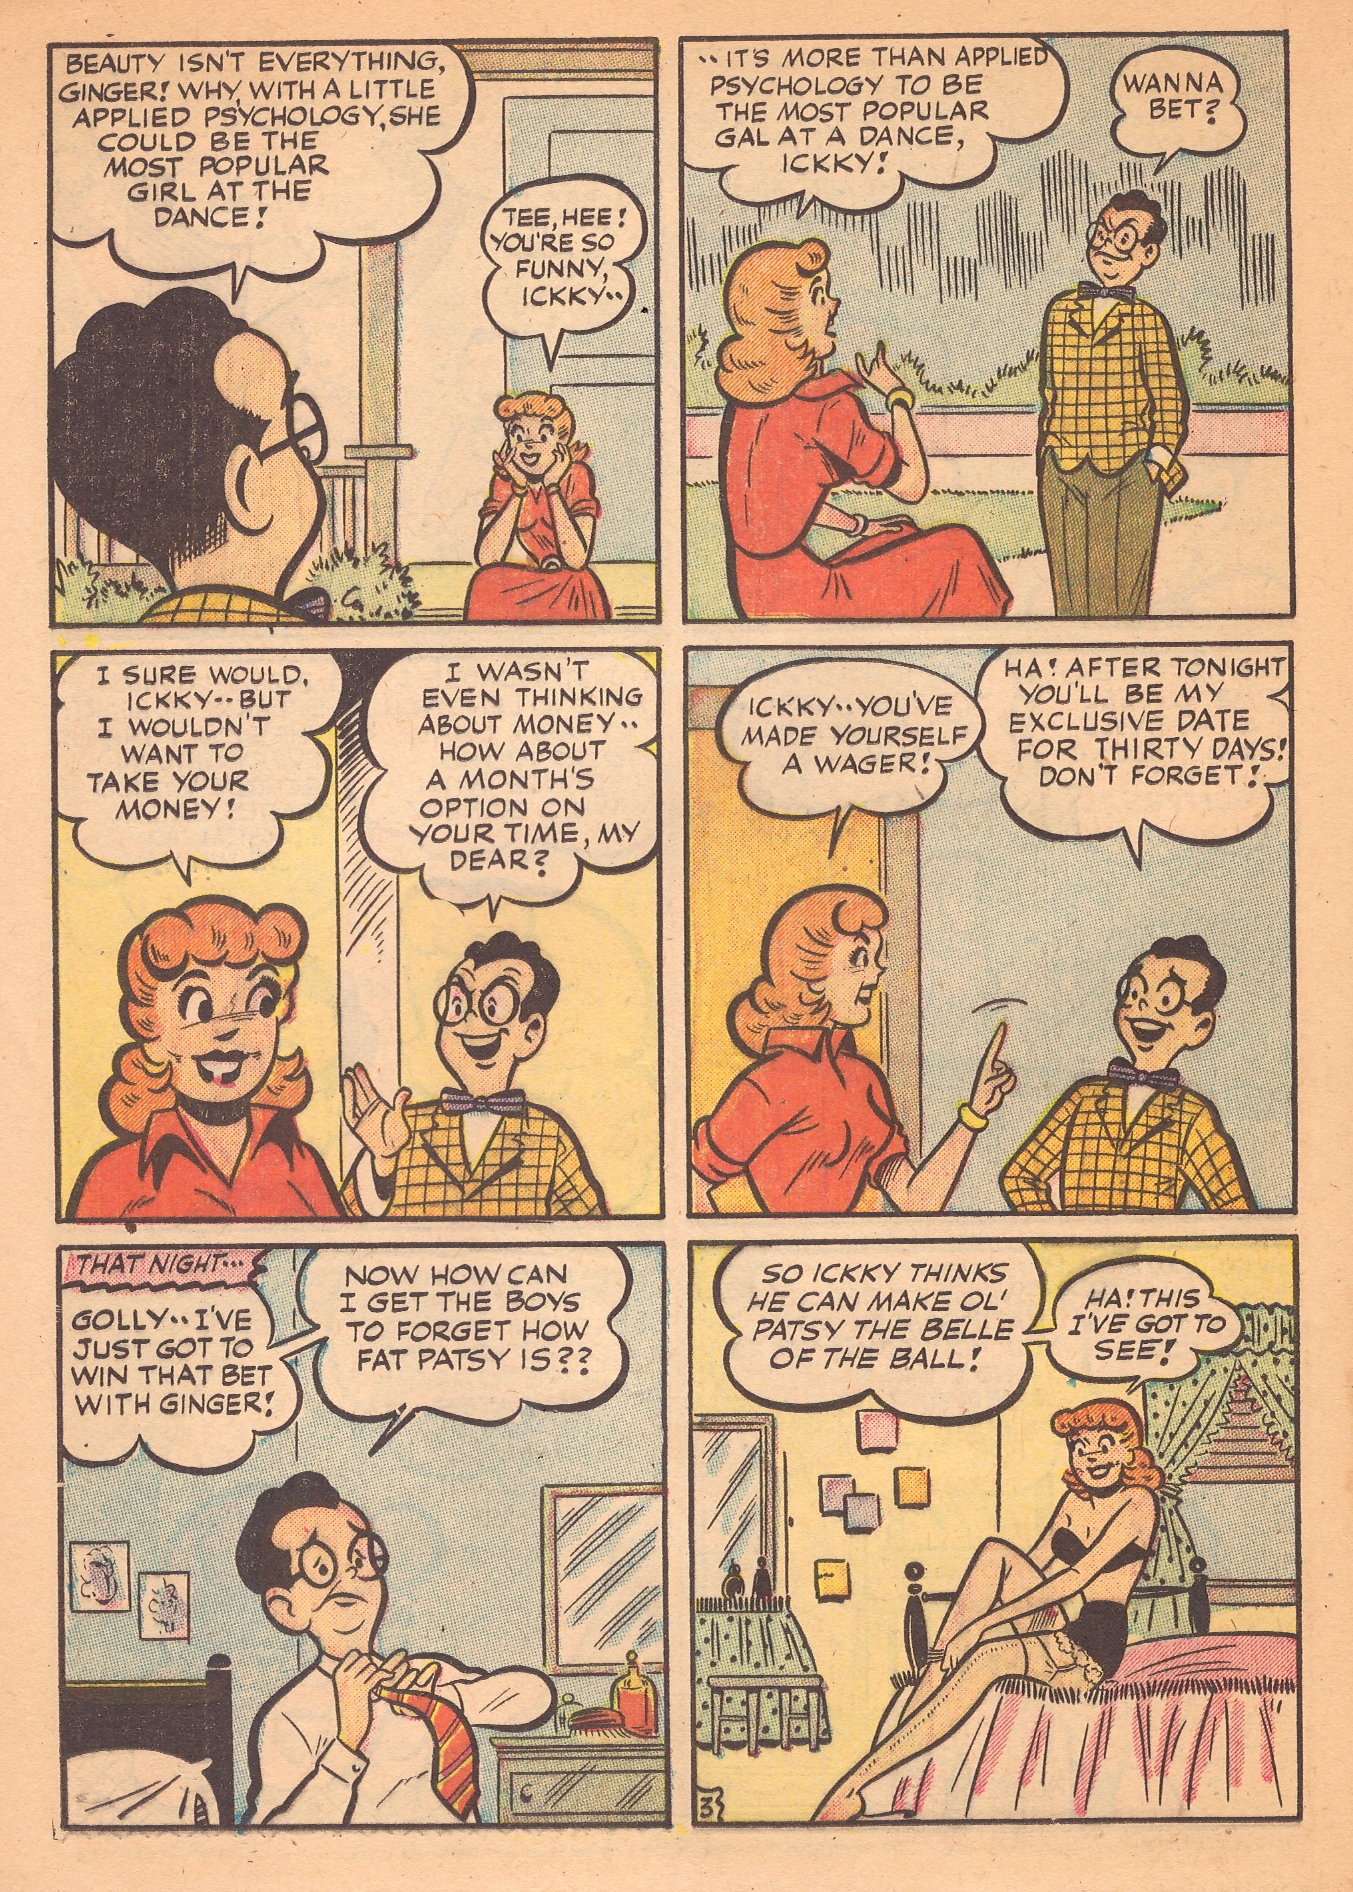 BEAUTY ISN'T EVERYTHING,
GINGER! WHY, WITH A LITTLE
APPLIED PSYCHOLOGY, SHE
COULD BE THE
MOST POPULAR
GIRL AT THE
DANCE!
TEE, HEE!
YOU'RE SO
FUNNY,
ICKKY··
··IT'S MORE THAN APPLIED
PSYCHOLOGY TO BE
THE MOST POPULAR
GAL AT A DANCE,
ICKKY!
WANNA
BET?
I SURE WOULD,
ICKKY··BUT
I WOULDN'T
WANT TO
TAKE YOUR
MONEY!
I WASN'T
EVEN THINKING
ABOUT MONEY··
HOW ABOUT
A MONTH'S
OPTION ON
YOUR TIME, MY
DEAR?
ICKKY··YOU'VE
MADE YOURSELF
A WAGER!
HA! AFTER TONIGHT
YOU'LL BE MY
EXCLUSIVE DATE
FOR THIRTY DAYS!
DON'T FORGET!
THAT NIGHT···
GOLLY··I'VE
JUST GOT TO
WIN THAT BET
WITH GINGER!
NOW HOW CAN
I GET THE BOYS
TO FORGET HOW
FAT PATSY IS??
SO ICKKY THINKS
HE CAN MAKE OL'
PATSY THE BELLE
OF THE BALL!
HA! THIS
I'VE GOT TO
SEE!
3